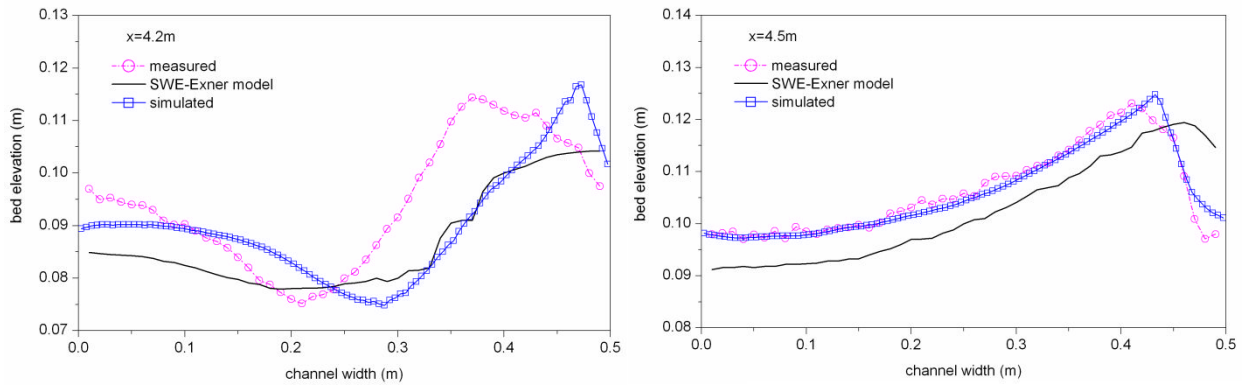 0.13
0.12
0.11
0.10
0.09
0.08
0.07
bed elevation (m)
x=4.2m
measured
SWE-Exner model
simulated
0.0 0.1 0.2 0.3 0.4 0.5
channel width (m)
0.14
0.13
0.12
0.11
0.10
0.09
0.08
bed elevation (m)
x=4.5m
measured
SWE-Exner model
simulated
0.0 0.1 0.2 0.3 0.4 0.5
channel width (m)